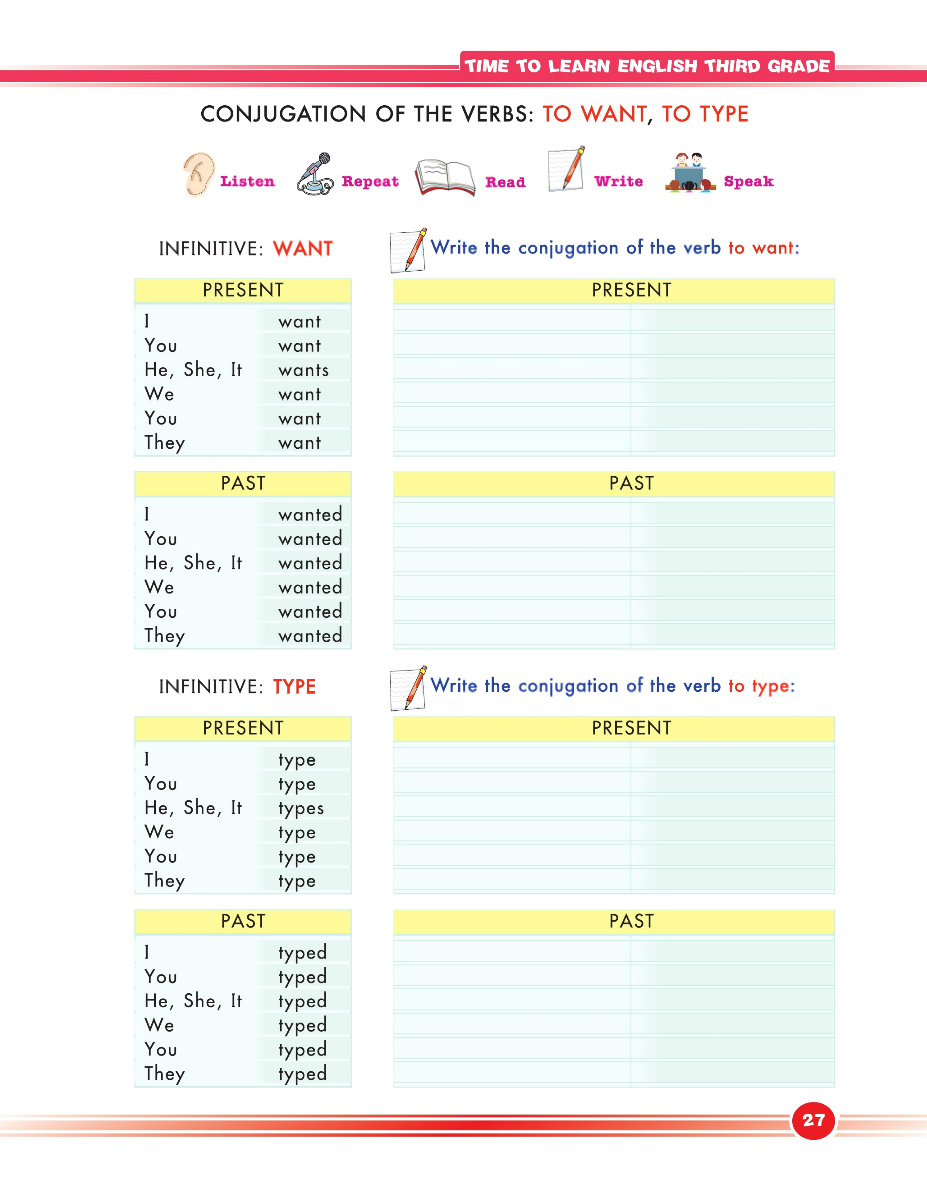 TIME TO LEARN ENGLISH THIRD GRADE
CONJUGATION OF THE VERBS: TO WANT, TO TYPE
Listen Repeat Read Write Speak
INFINITIVE: WANT
PRESENT
I want
You want
He, She, It wants
We want
You want
They want
PAST
I wanted
You wanted
He, She, It wanted
We wanted
You wanted
They wanted
Write the conjugation of the verb to want:
PRESENT
PAST
INFINITIVE: TYPE
PRESENT
I type
You type
He, She, It types
We type
You type
They type
PAST
I typed
You typed
He, She, It typed
We typed
You typed
They typed
Write the conjugation of the verb to type:
PRESENT
PAST
27